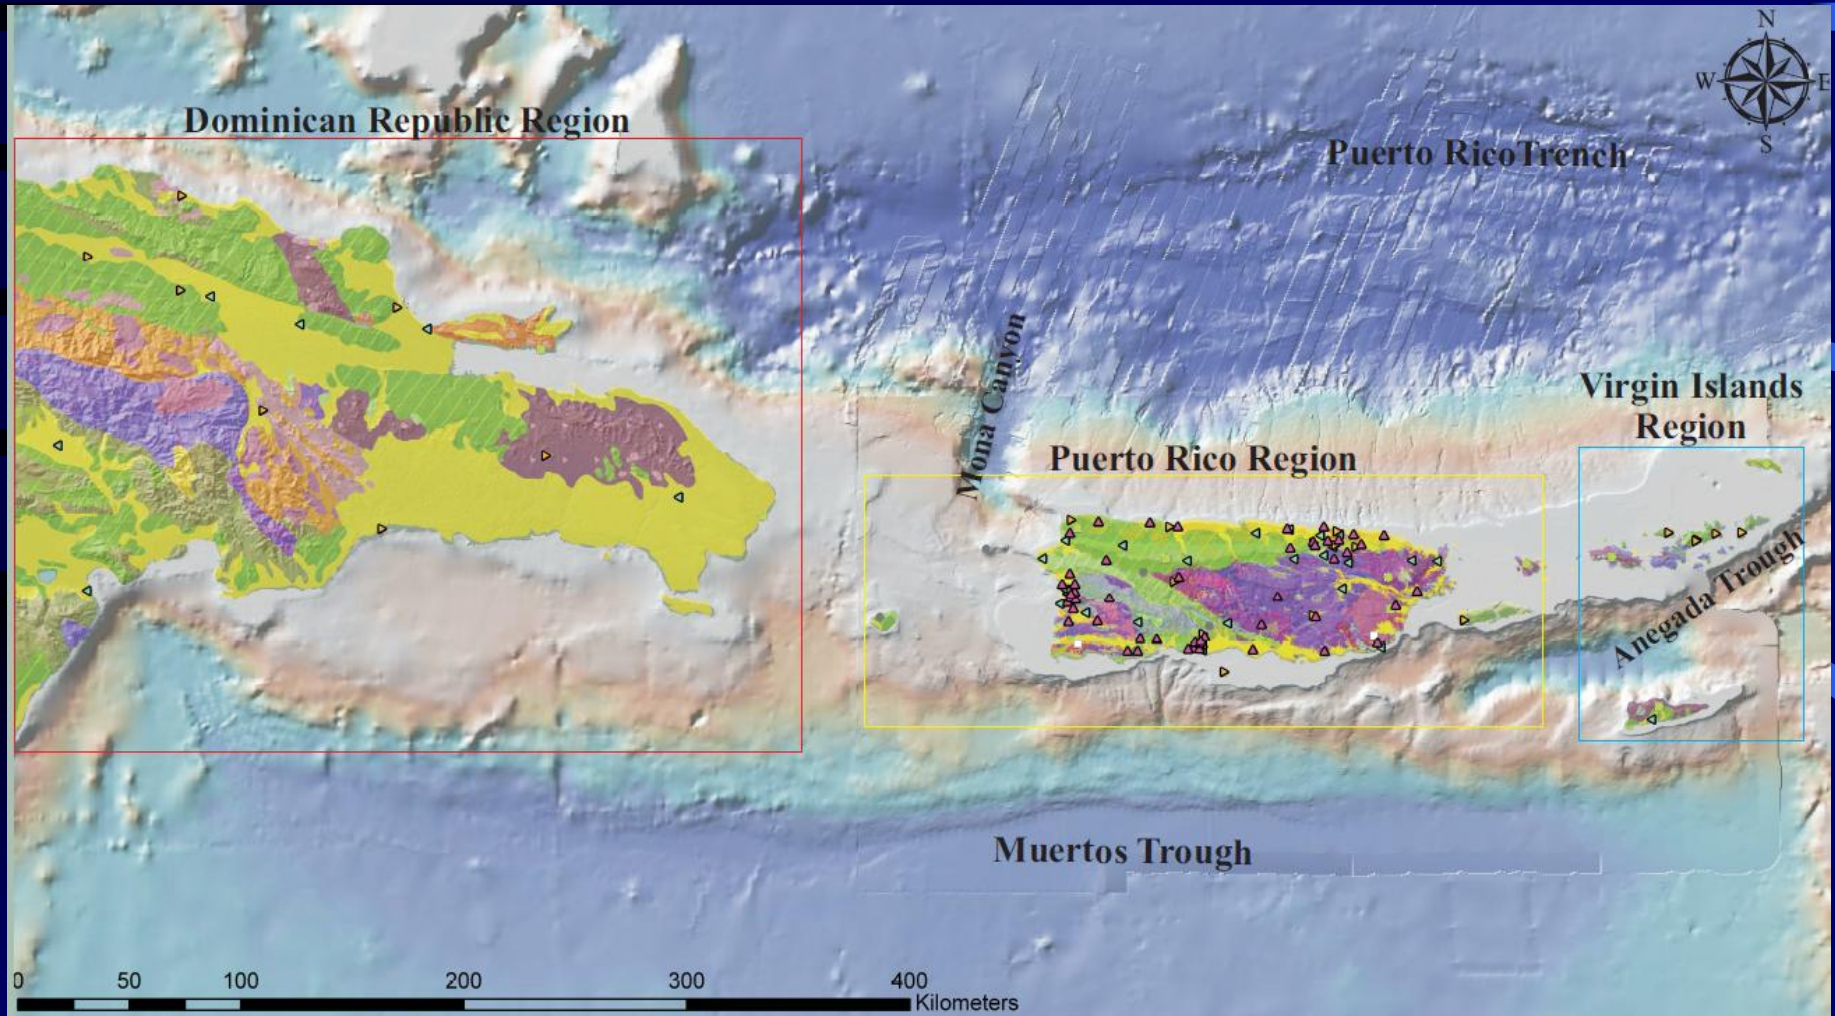 N
W E
S
Dominican Republic Region
Puerto RicoTrench
Mona Canyon
Virgin Islands
Region
Puerto Rico Region
Anegada Trough
Muertos Trough
0 50 100 200 300 400
Kilometers